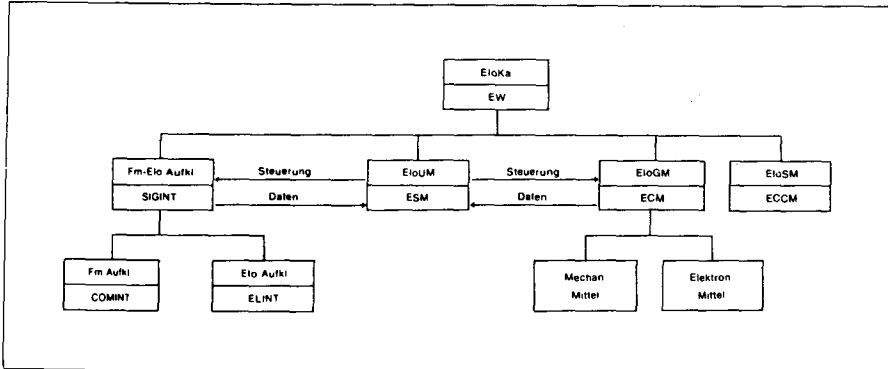 EloKa
EW
Fm-Elo Aufkl
Steuerung
EloUM
Steuerung
EloGM
EloSM
SIGINT
Daten
ESM
Daten
ECM
ECCM
Fm Aufkl
Elo Aufkl
Mechan
Elektron
COMINT
ELINT
Mittel
Mittel